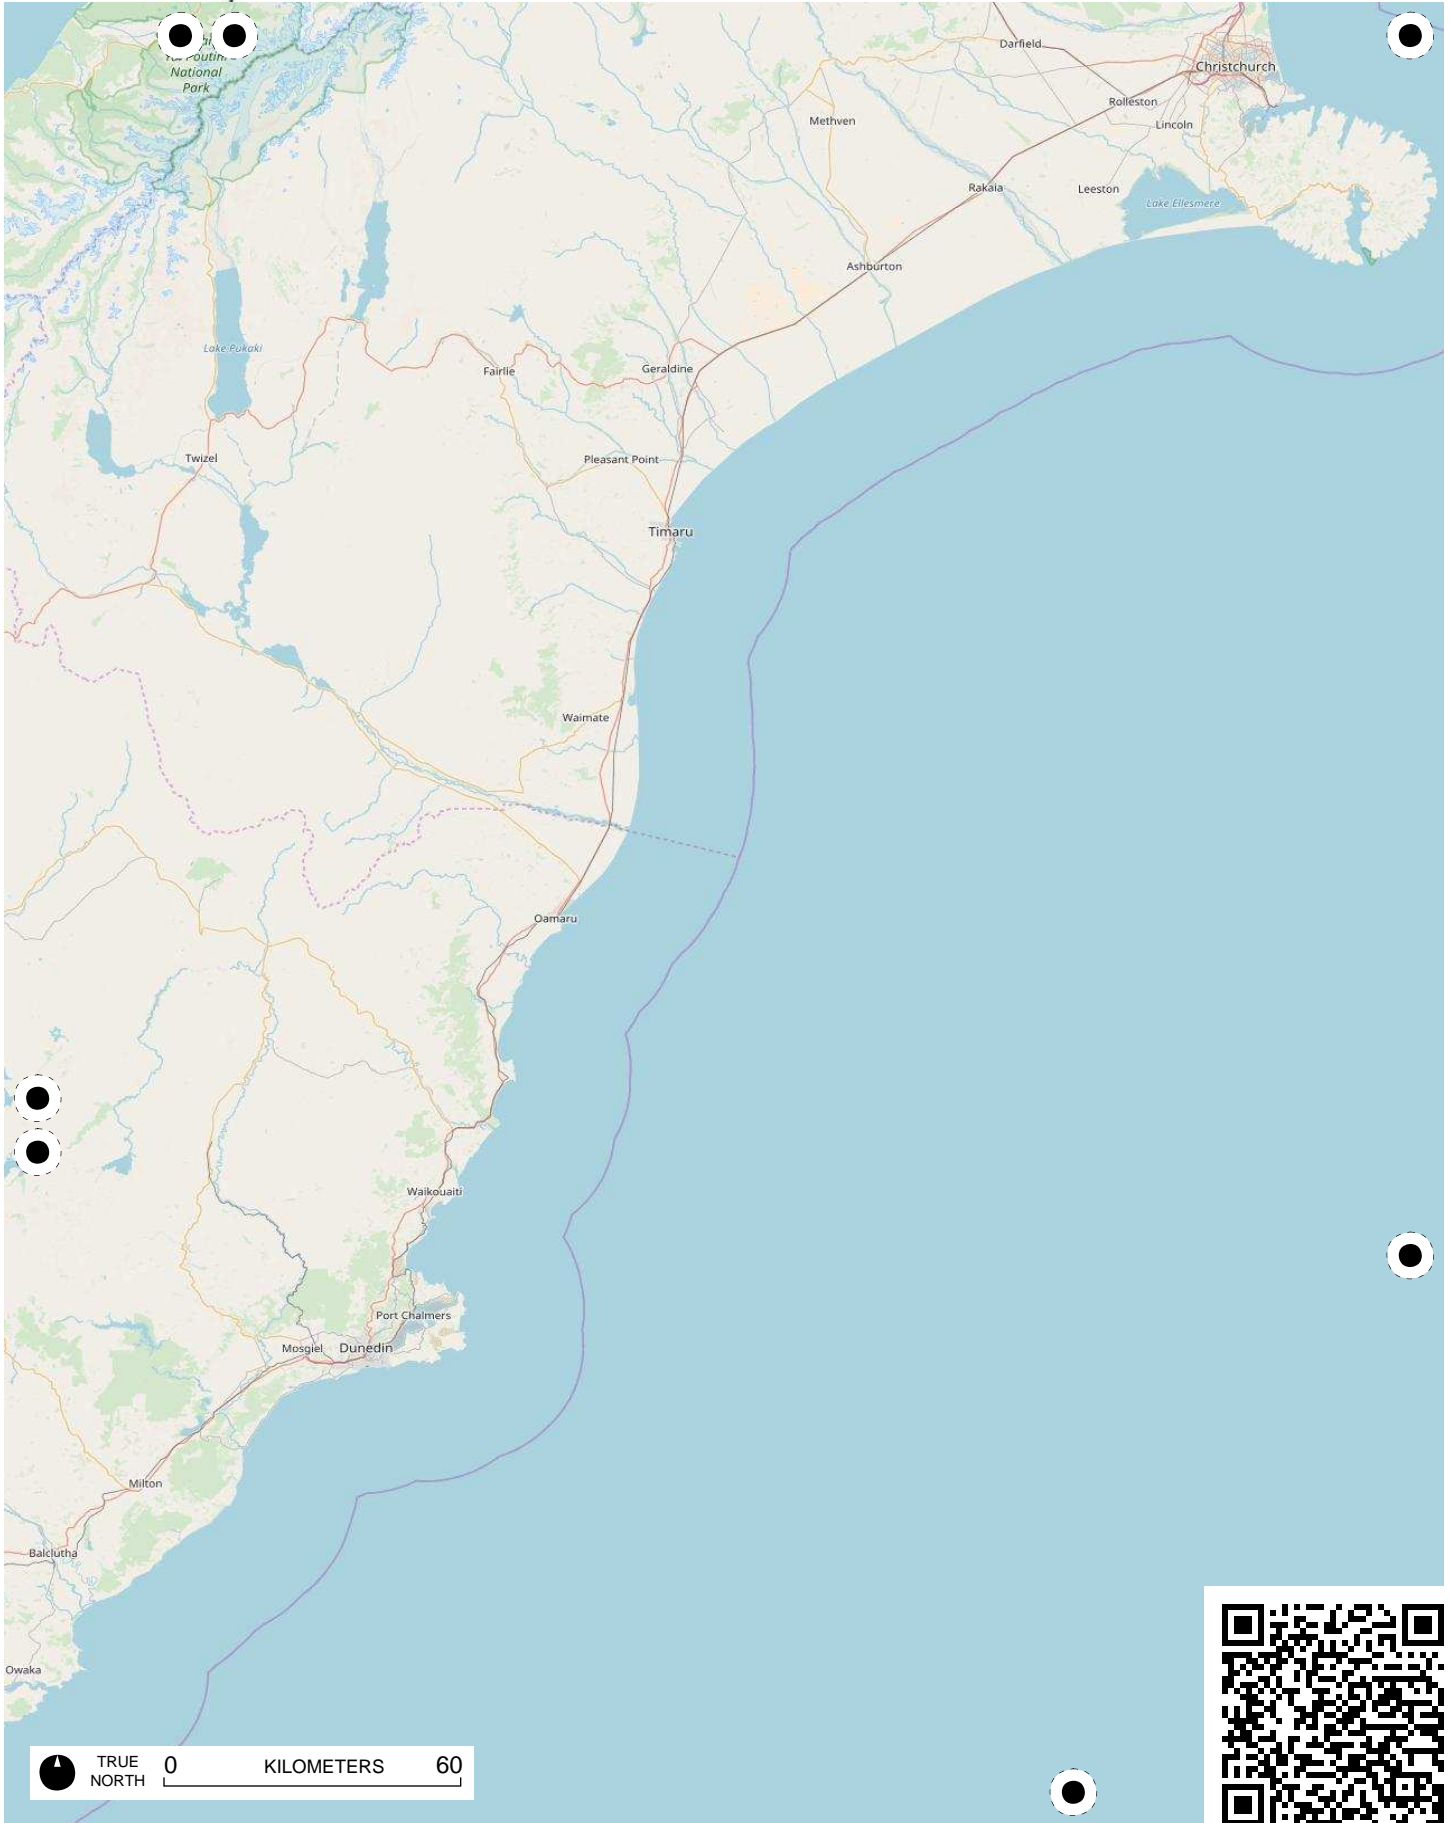 National
Park
Darfield
Christchurch
Rolleston
Methven
Lincoln
Rakaia
Leeston
Lake Ellesmere
Ashburton
Lake Pukaki
Fairlie
Geraldine
Twizel
Pleasant Point
Timaru
Waimate
Oamaru
Waikouaiti
Port Chalmers
Mosgiel
Dunedin
Milton
Balclutha
Owaka
TRUE
NORTH
0
KILOMETERS
60